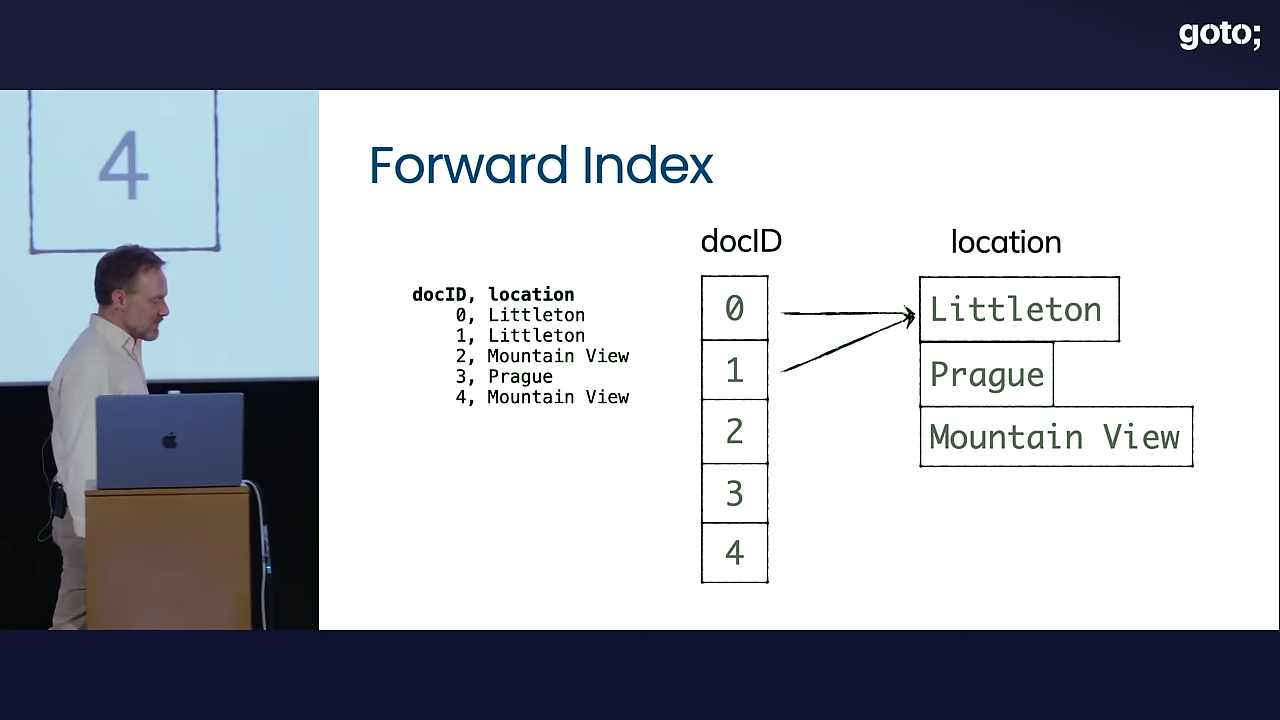 goto;
4
Forward Index
docID, location
0, Littleton
1, Littleton
2, Mountain View
3, Prague
4, Mountain View
docID
0
1
2
3
4
location
Littleton
Prague
Mountain View